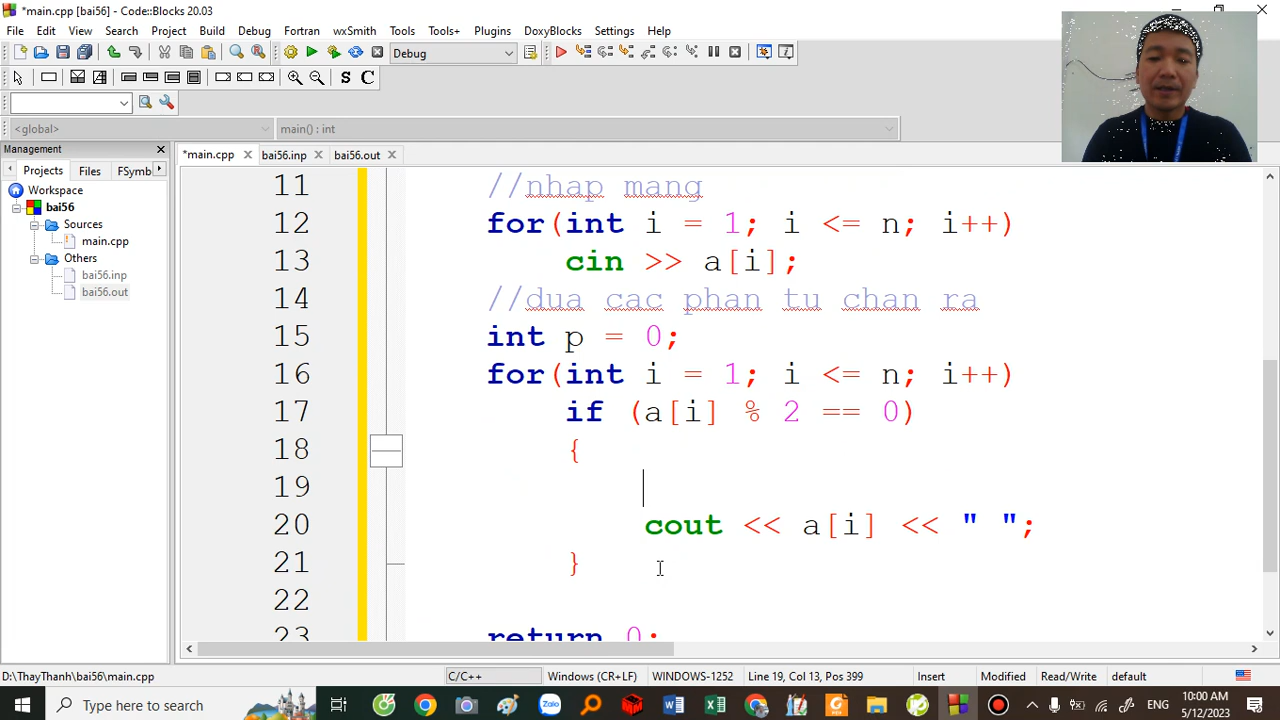 *main.cpp [bai56] - Code::Blocks 20.03
File Edit View Search Project Build Debug Fortran wxSmith Tools Tools+ Plugins DoxyBlocks Settings Help
Debug
S C
<global> main() : int
Management
Projects Files FSymb
*main.cpp bai56.inp bai56.out
Workspace
bai56
Sources
main.cpp
Others
bai56.inp
bai56.out
11 //nhap mang
12 for(int i = 1; i <= n; i++)
13 cin >> a[i];
14 //dua cac phan tu chan ra
15 int p = 0;
16 for(int i = 1; i <= n; i++)
17 if (a[i] % 2 == 0)
18 {
19
20 cout << a[i] << " ";
21 }
22
23 return 0;
D:\ThayThanh\bai56\main.cpp C/C++ Windows (CR+LF) WINDOWS-1252 Line 19, Col 13, Pos 399 Insert Modified Read/Write default
Type here to search Zalo ENG 10:00 AM
5/12/2023